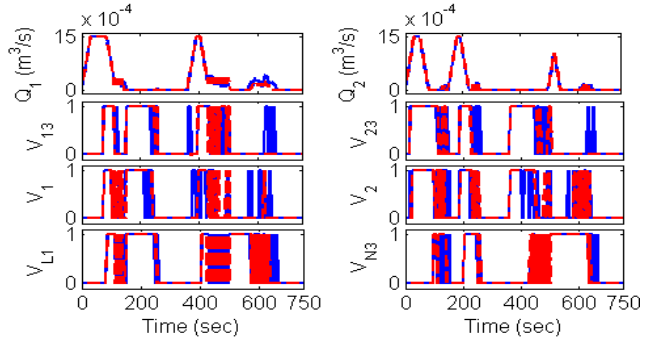 x 10⁻⁴
15
0
Q₁ (m³/s)
1
0
V₁₃
1
0
V₁
1
0
V_L1
0 200 400 600 750
Time (sec)
x 10⁻⁴
15
0
Q₂ (m³/s)
1
0
V₂₃
1
0
V₂
1
0
V_N3
0 200 400 600 750
Time (sec)